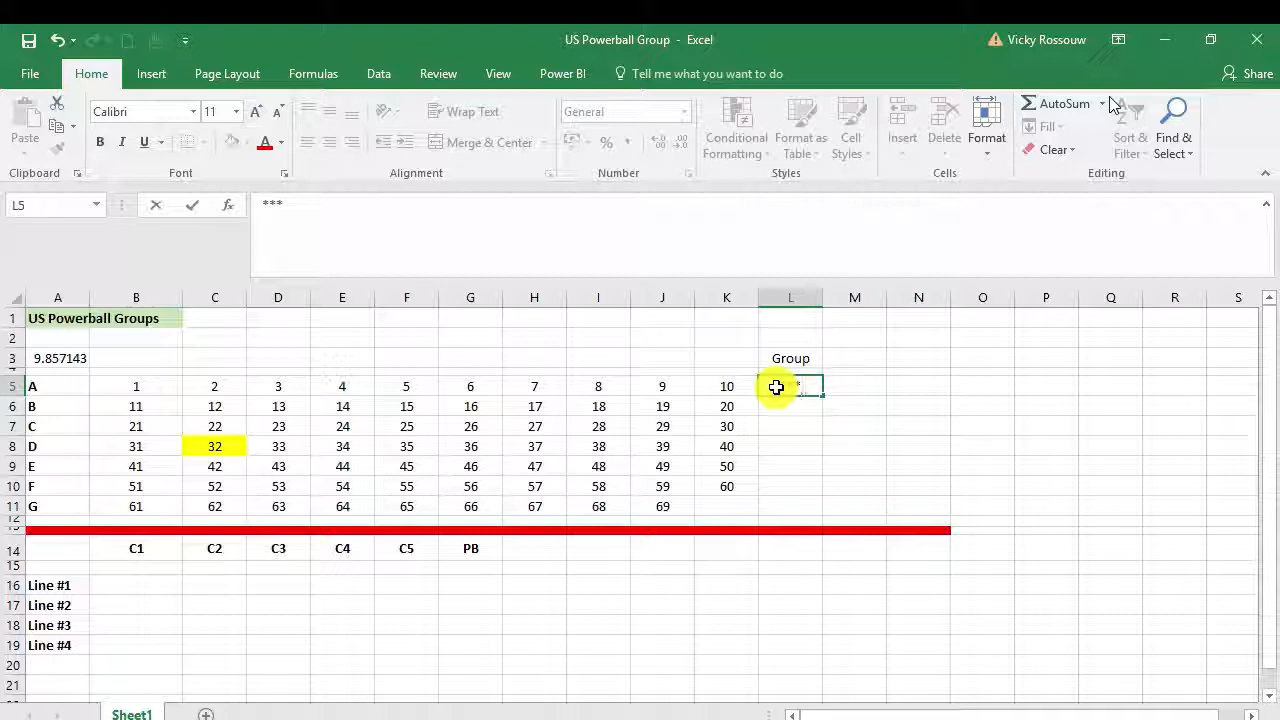 US Powerball Group - Excel
Vicky Rossouw
File Home Insert Page Layout Formulas Data Review View Power BI Tell me what you want to do Share
Paste
Calibri 11 A A
Wrap Text
General
Conditional Formatting
Format as Table
Cell Styles
Insert Delete Format
AutoSum
Fill
Clear
Sort & Filter
Find & Select
B I U A
Merge & Center
%
Clipboard Font Alignment Number Styles Cells Editing
L5 fx ***
A B C D E F G H I J K L M N O P Q R S
1 US Powerball Groups
2
3 9.857143 Group
5 A 1 2 3 4 5 6 7 8 9 10
6 B 11 12 13 14 15 16 17 18 19 20
7 C 21 22 23 24 25 26 27 28 29 30
8 D 31 32 33 34 35 36 37 38 39 40
9 E 41 42 43 44 45 46 47 48 49 50
10 F 51 52 53 54 55 56 57 58 59 60
11 G 61 62 63 64 65 66 67 68 69
12
14 C1 C2 C3 C4 C5 PB
15
16 Line #1
17 Line #2
18 Line #3
19 Line #4
20
21
Sheet1